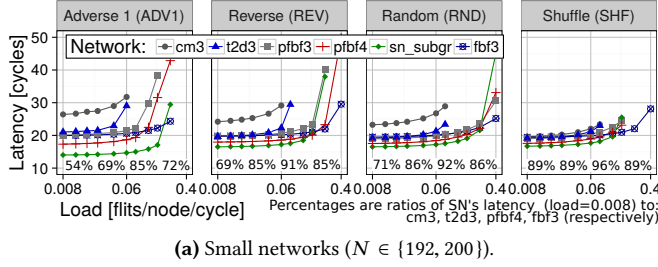 Adverse 1 (ADV1) Reverse (REV) Random (RND) Shuffle (SHF)
Network: cm3 t2d3 pfbf3 pfbf4 sn_subgr fbf3
Latency [cycles]
50
40
30
20
10
54% 69% 85% 72% 69% 85% 91% 85% 71% 86% 92% 86% 89% 89% 96% 89%
0.008 0.06 0.4 0.008 0.06 0.4 0.008 0.06 0.4 0.008 0.06 0.4
Load [flits/node/cycle]
Percentages are ratios of SN's latency (load=0.008) to:
cm3, t2d3, pfbf4, fbf3 (respectively)
(a) Small networks (N ∈ {192, 200}).